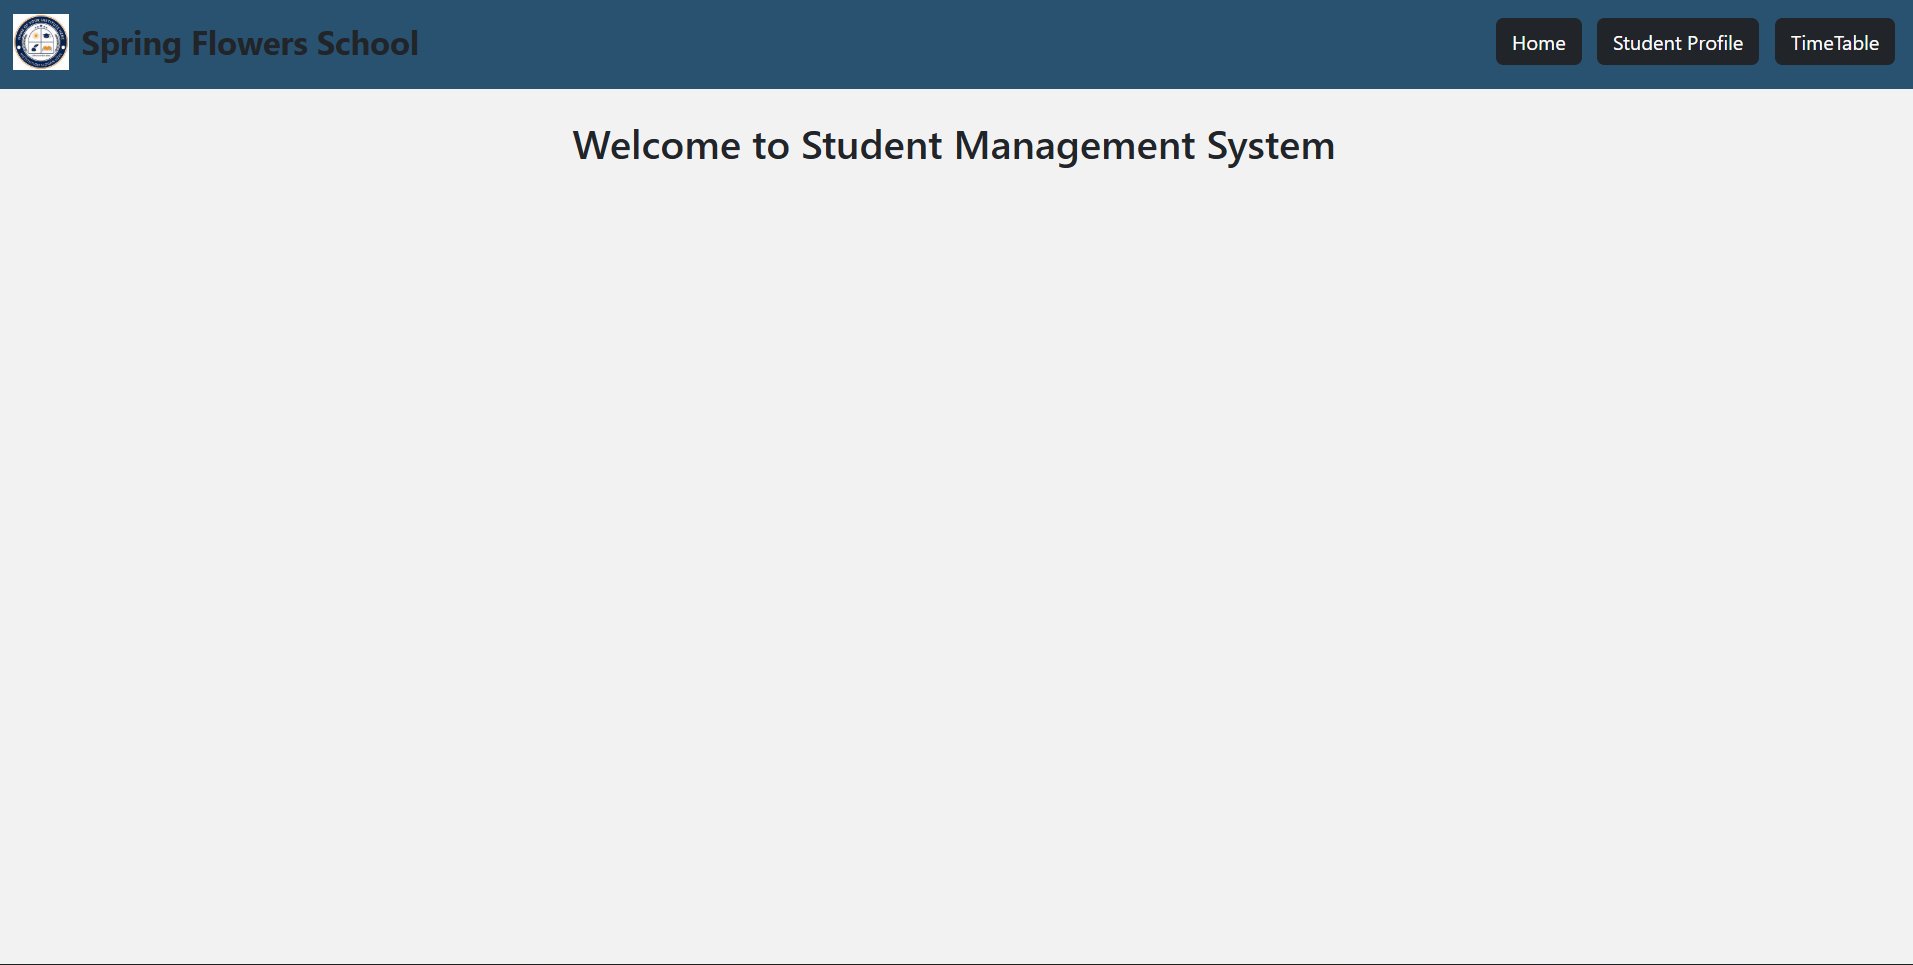 Spring Flowers School
Home
Student Profile
TimeTable
Welcome to Student Management System